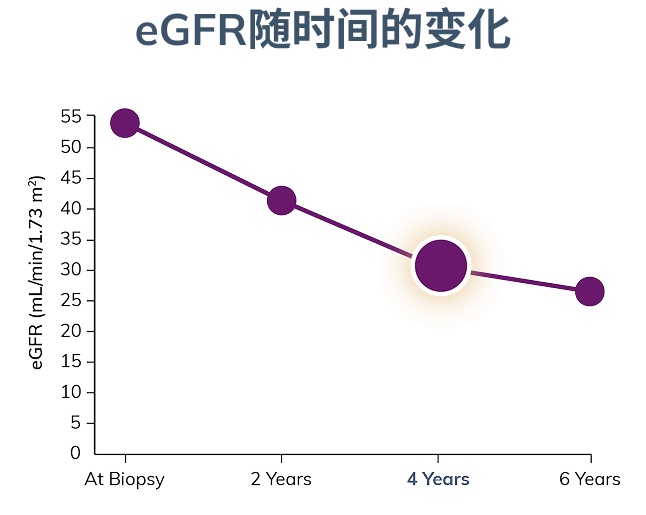 eGFR随时间的变化
eGFR (mL/min/1.73 m²)
55
50
45
40
35
30
25
20
15
10
5
0
At Biopsy
2 Years
4 Years
6 Years